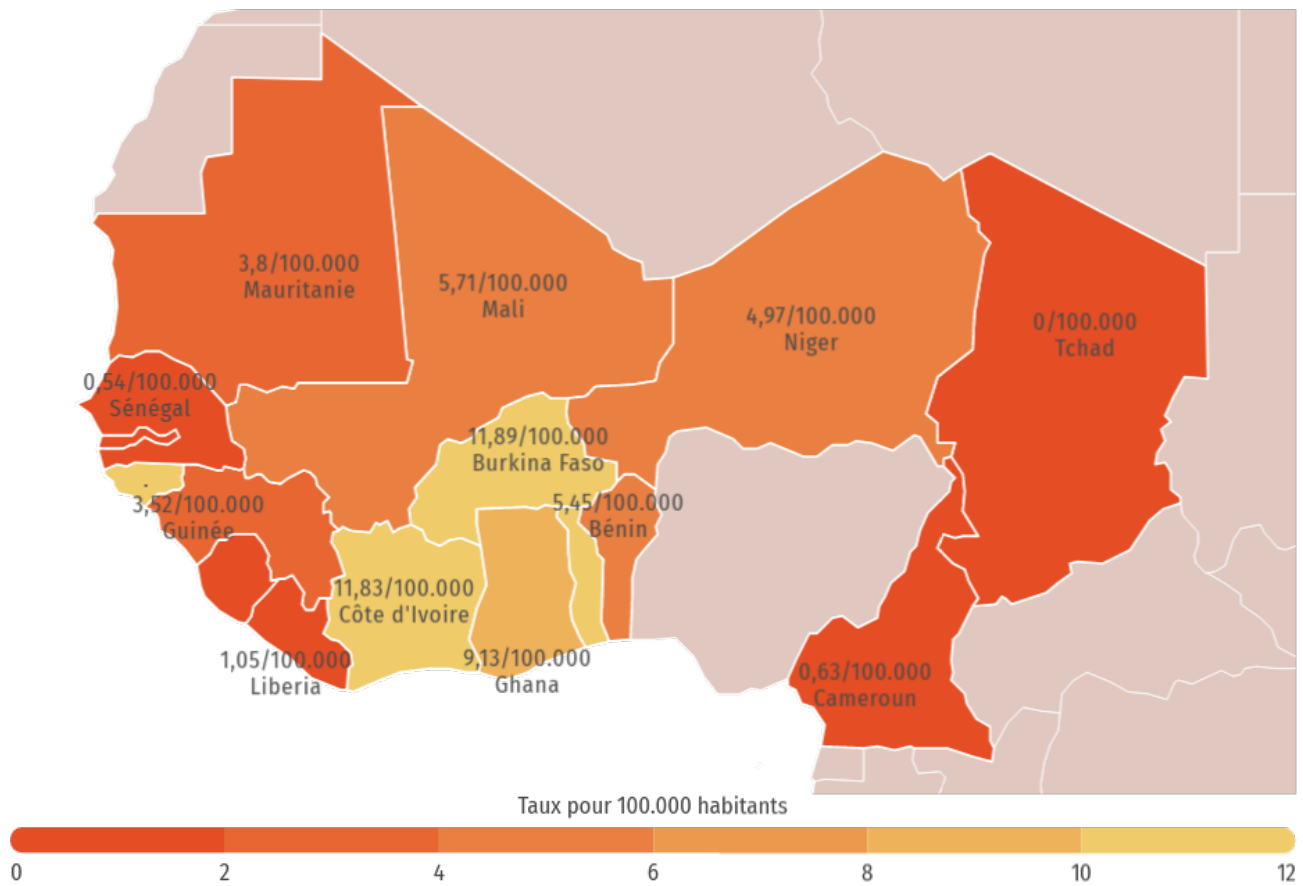 3,8/100.000
Mauritanie
5,71/100.000
Mali
4,97/100.000
Niger
0/100.000
Tchad
0,54/100.000
Sénégal
11,89/100.000
Burkina Faso
3,52/100.000
Guinée
5,45/100.000
Bénin
11,83/100.000
Côte d'Ivoire
1,05/100.000
Liberia
9,13/100.000
Ghana
0,63/100.000
Cameroun
Taux pour 100.000 habitants
0 2 4 6 8 10 12